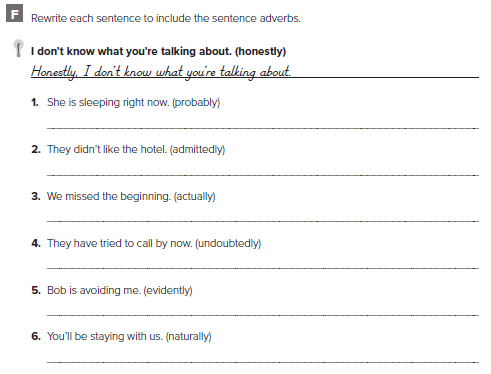 F Rewrite each sentence to include the sentence adverbs.
I don't know what you're talking about. (honestly)
Honestly, I don't know what you're talking about.
1. She is sleeping right now. (probably)
2. They didn't like the hotel. (admittedly)
3. We missed the beginning. (actually)
4. They have tried to call by now. (undoubtedly)
5. Bob is avoiding me. (evidently)
6. You'll be staying with us. (naturally)